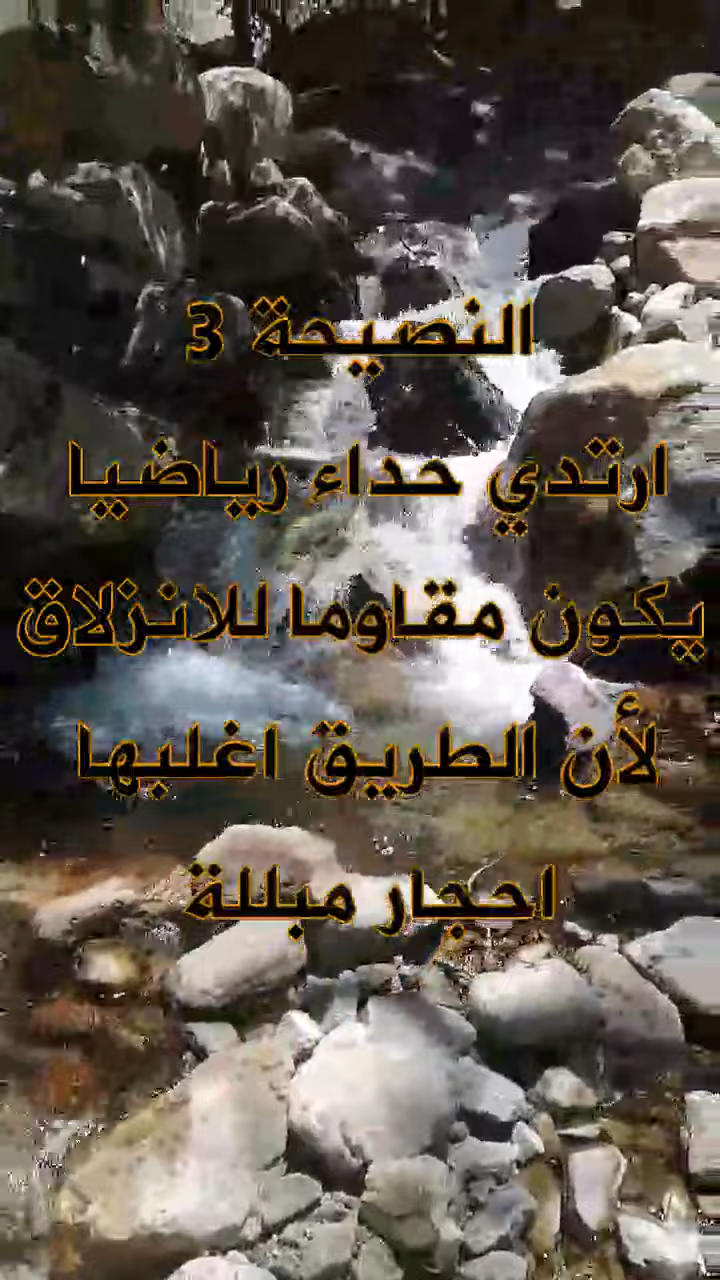 النصيحة 3
ارتدي حداء رياضيا
يكون مقاوما للانزلاق
لأن الطريق اغلبها
احجار مبللة